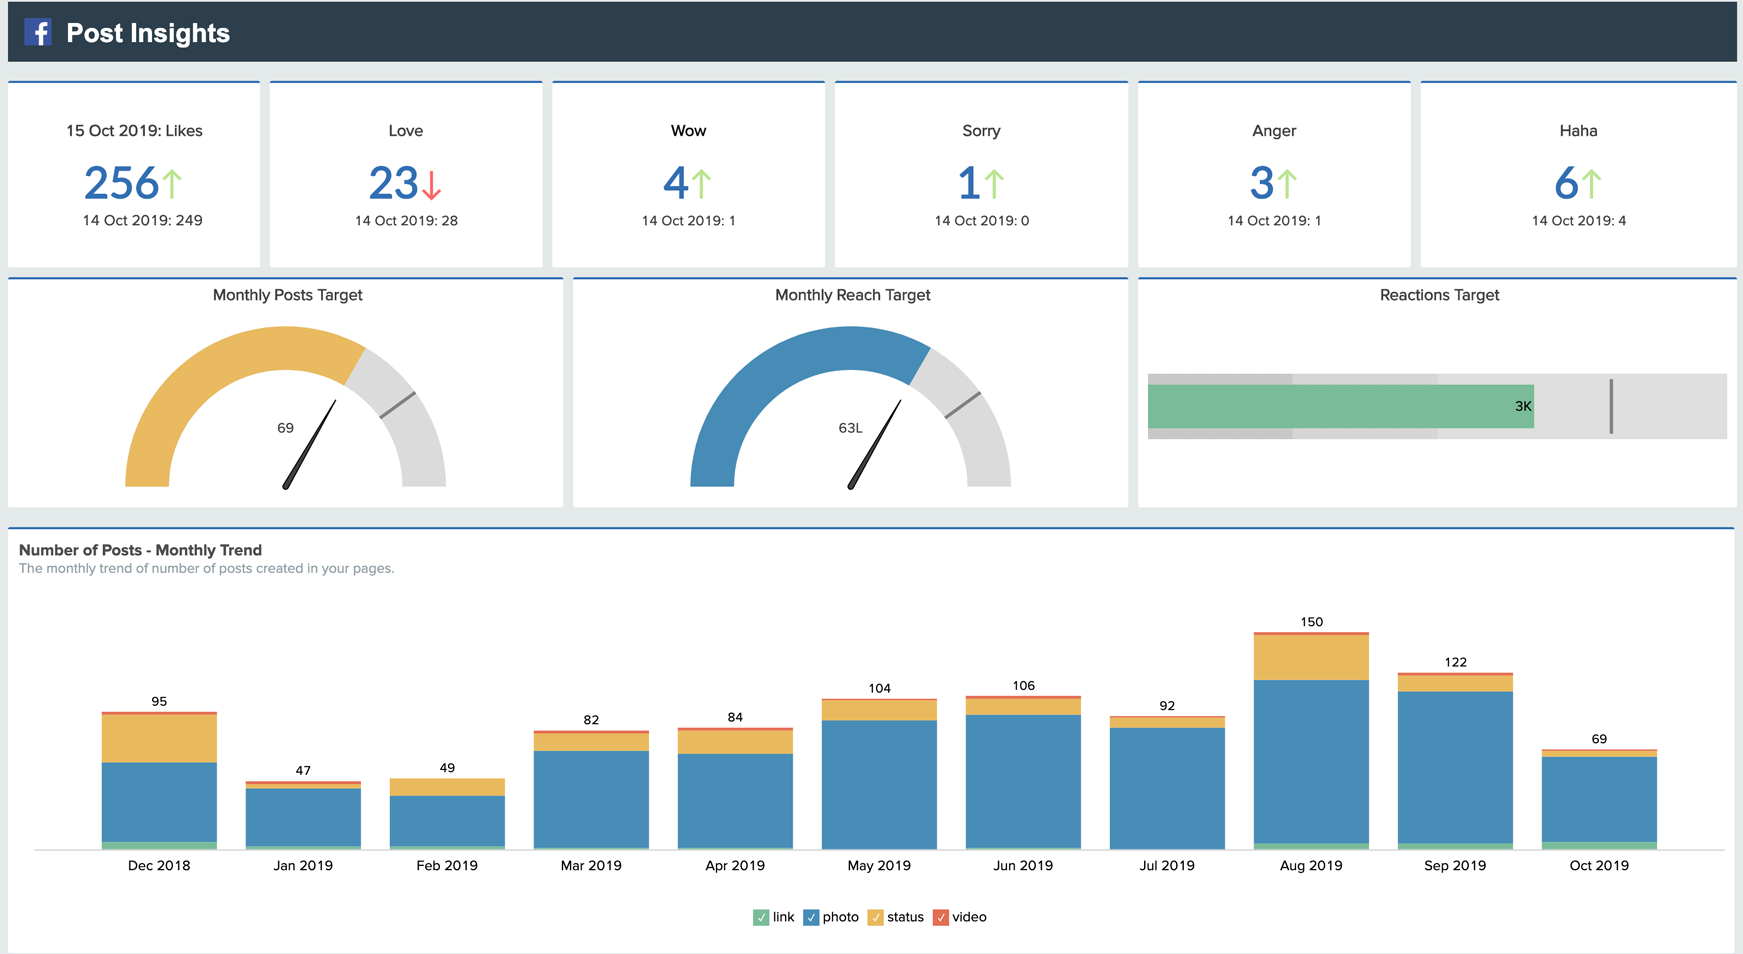 Post Insights
15 Oct 2019: Likes
256
14 Oct 2019: 249
Love
23
14 Oct 2019: 28
Wow
4
14 Oct 2019: 1
Sorry
1
14 Oct 2019: 0
Anger
3
14 Oct 2019: 1
Haha
6
14 Oct 2019: 4
Monthly Posts Target
69
Monthly Reach Target
63L
Reactions Target
3K
Number of Posts - Monthly Trend
The monthly trend of number of posts created in your pages.
95
47
49
82
84
104
106
92
150
122
69
Dec 2018
Jan 2019
Feb 2019
Mar 2019
Apr 2019
May 2019
Jun 2019
Jul 2019
Aug 2019
Sep 2019
Oct 2019
link
photo
status
video